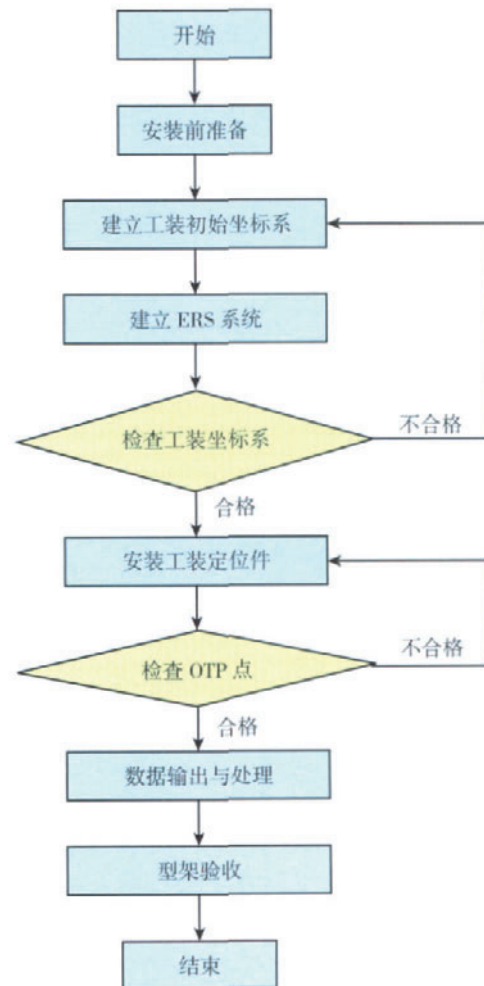 开始
安装前准备
建立工装初始坐标系
建立 ERS 系统
检查工装坐标系
不合格
合格
安装工装定位件
检查 OTP 点
不合格
合格
数据输出与处理
型架验收
结束